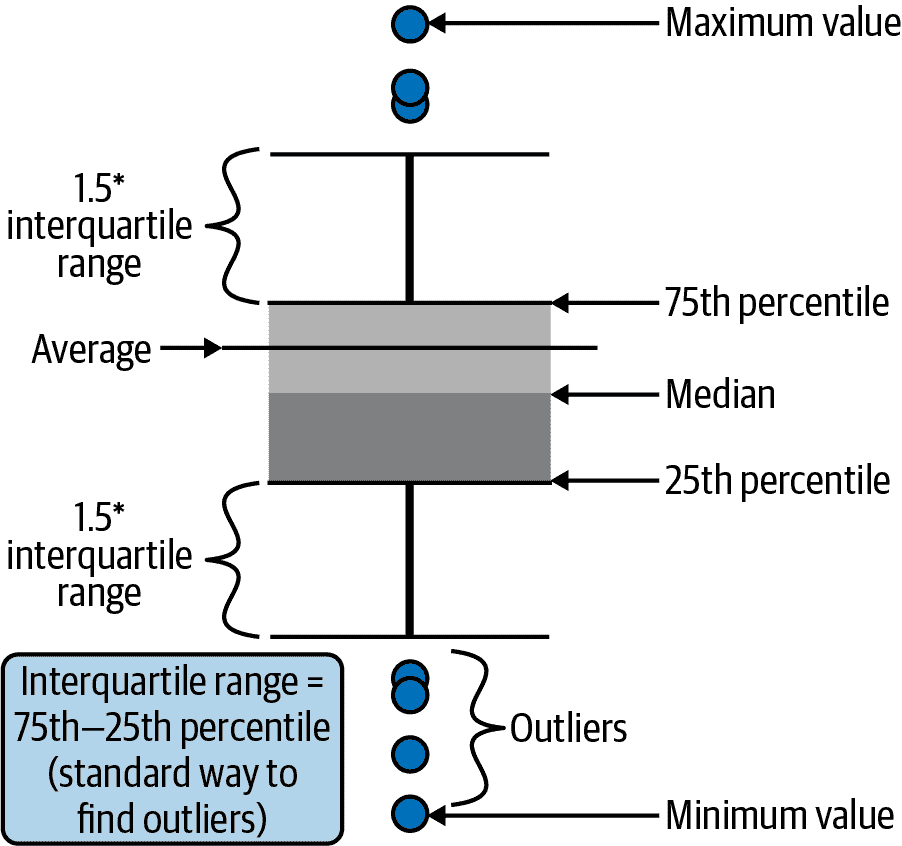 Maximum value
1.5*
interquartile
range
75th percentile
Average
Median
25th percentile
1.5*
interquartile
range
Interquartile range =
75th—25th percentile
(standard way to
find outliers)
Outliers
Minimum value